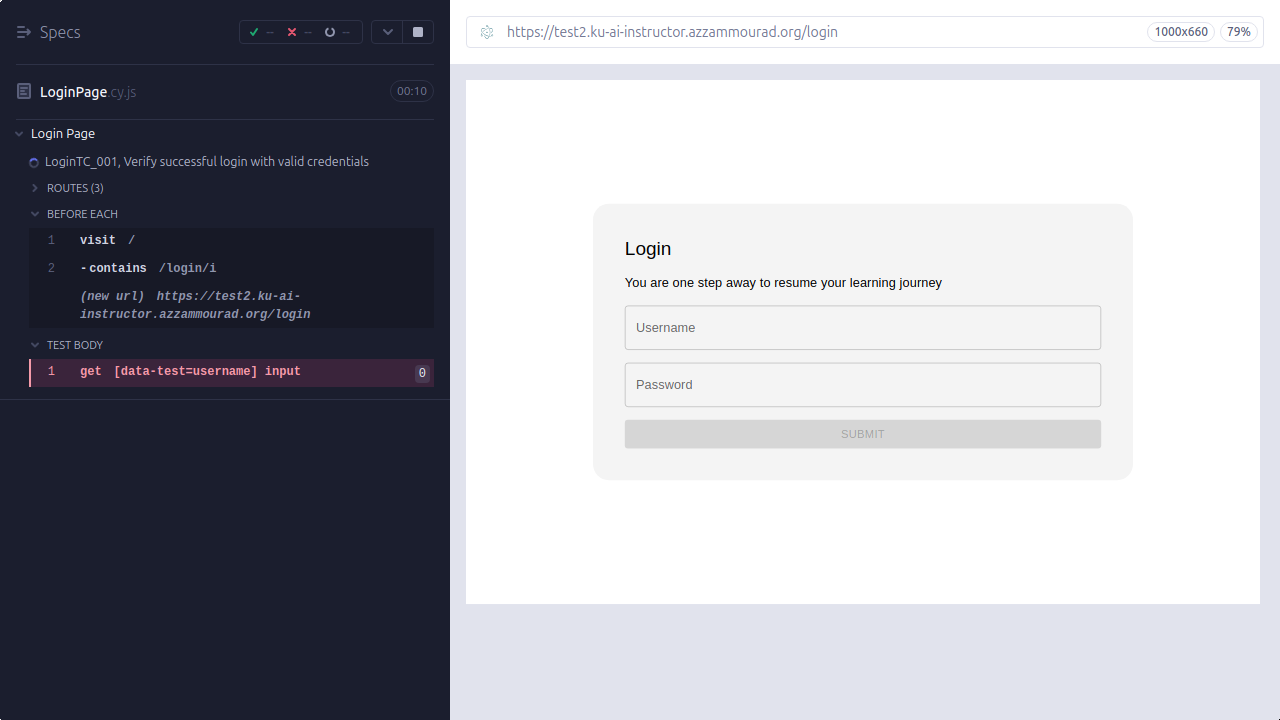 Specs
--
--
--
LoginPage.cy.js
00:10
Login Page
LoginTC_001, Verify successful login with valid credentials
ROUTES (3)
BEFORE EACH
1 visit /
2 -contains /login/i
(new url) https://test2.ku-ai-
instructor.azzammourad.org/login
TEST BODY
1 get [data-test=username] input 0
https://test2.ku-ai-instructor.azzammourad.org/login
1000x660
79%
Login
You are one step away to resume your learning journey
Username
Password
SUBMIT